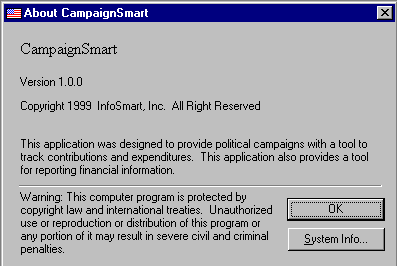 About CampaignSmart
CampaignSmart
Version 1.0.0
Copyright 1999 InfoSmart, Inc. All Right Reserved
This application was designed to provide political campaigns with a tool to
track contributions and expenditures. This application also provides a tool
for reporting financial information.
Warning: This computer program is protected by
copyright law and international treaties. Unauthorized
use or reproduction or distribution of this program or
any portion of it may result in severe civil and criminal
penalties.
OK
System Info...